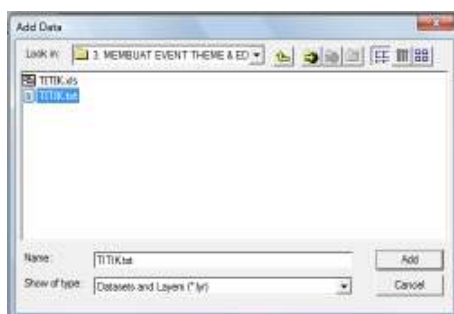 Add Data
Look in: 3. MEMBUAT EVENT THEME & ED
TITIK.xls
TITIK.txt
Name: TITIK.txt Add
Show of type: Datasets and Layers (*.lyr) Cancel